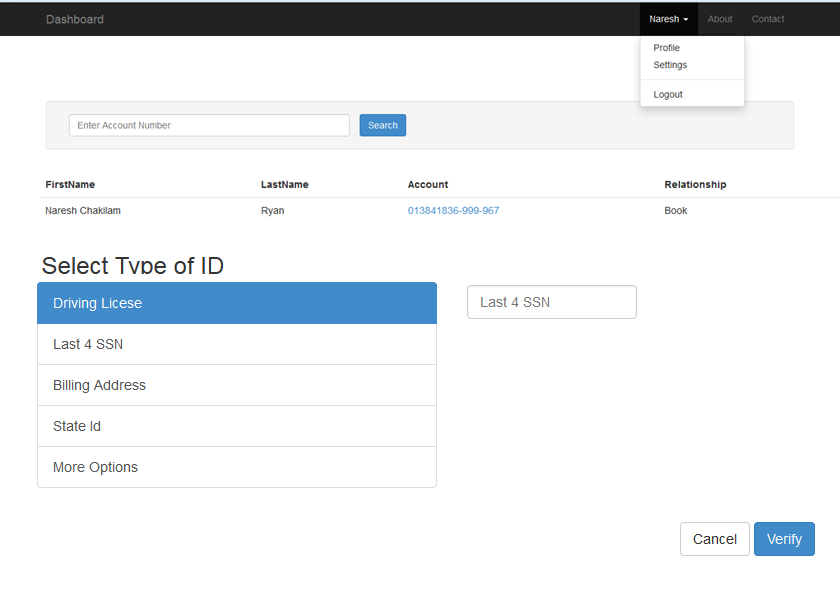 Dashboard Naresh About Contact
Profile
Settings
Logout
Enter Account Number Search
FirstName LastName Account Relationship
Naresh Chakilam Ryan 013841836-999-967 Book
Select Type of ID
Driving Licese Last 4 SSN
Last 4 SSN
Billing Address
State Id
More Options
Cancel Verify